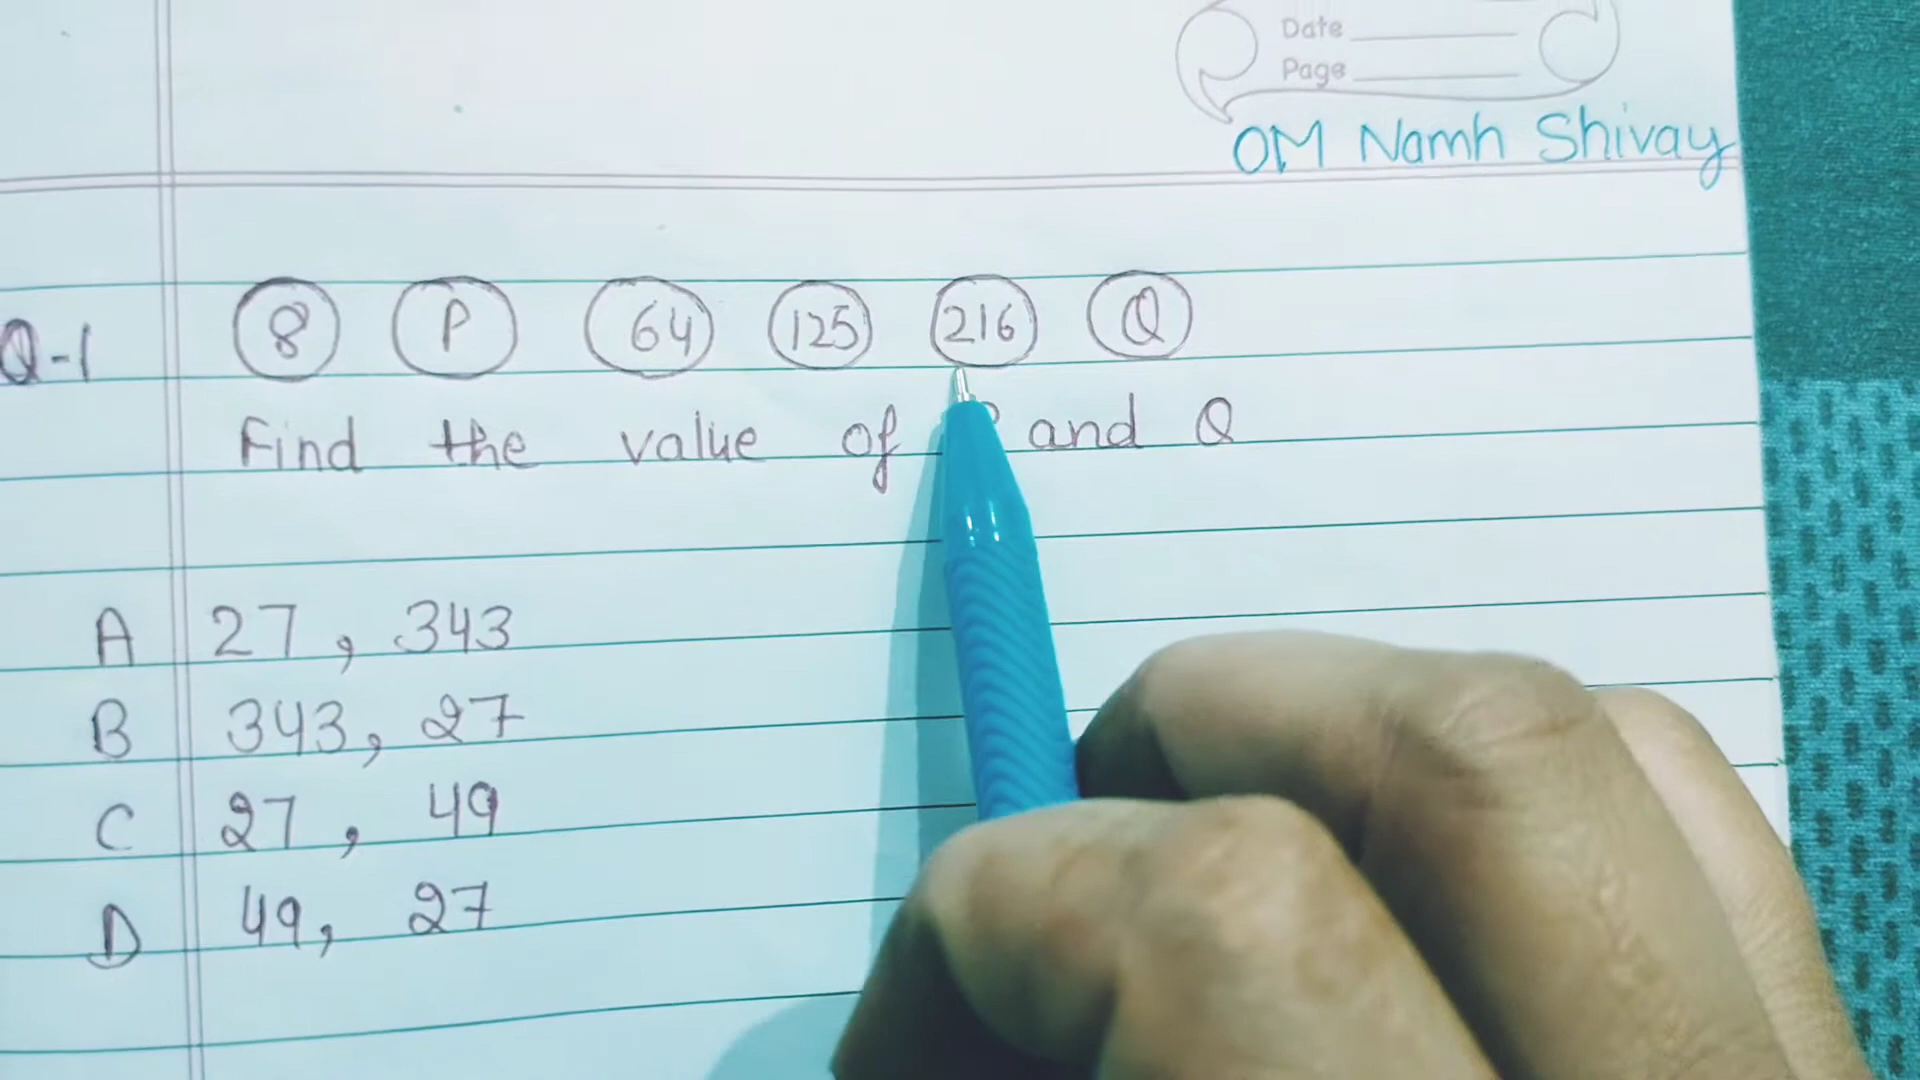 Date
Page
OM Namh Shivay
Q-1 8 P 64 125 216 Q
Find the value of and Q
A 27, 343
B 343, 27
C 27, 49
D 49, 27